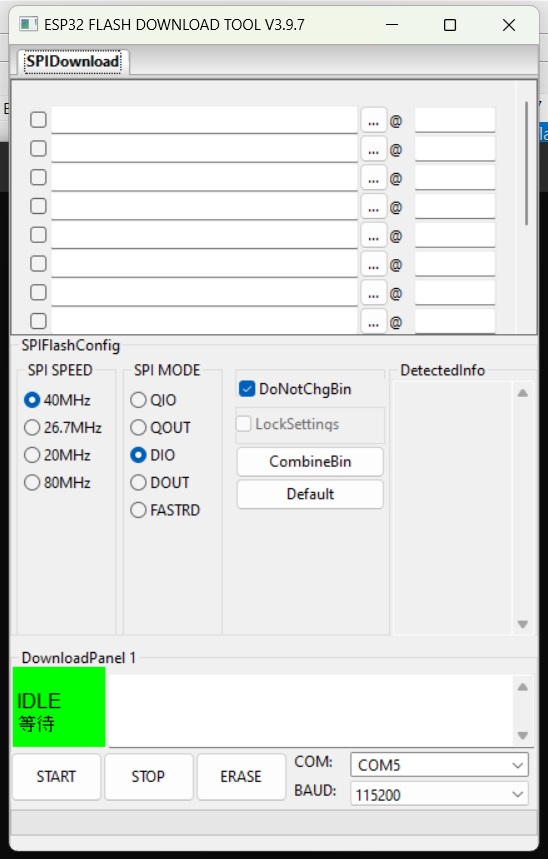 ESP32 FLASH DOWNLOAD TOOL V3.9.7
SPIDownload
... @
... @
... @
... @
... @
... @
... @
... @
SPIFlashConfig
SPI SPEED
40MHz
26.7MHz
20MHz
80MHz
SPI MODE
QIO
QOUT
DIO
DOUT
FASTRD
DoNotChgBin
LockSettings
CombineBin
Default
DetectedInfo
DownloadPanel 1
IDLE
等待
START STOP ERASE
COM: COM5
BAUD: 115200